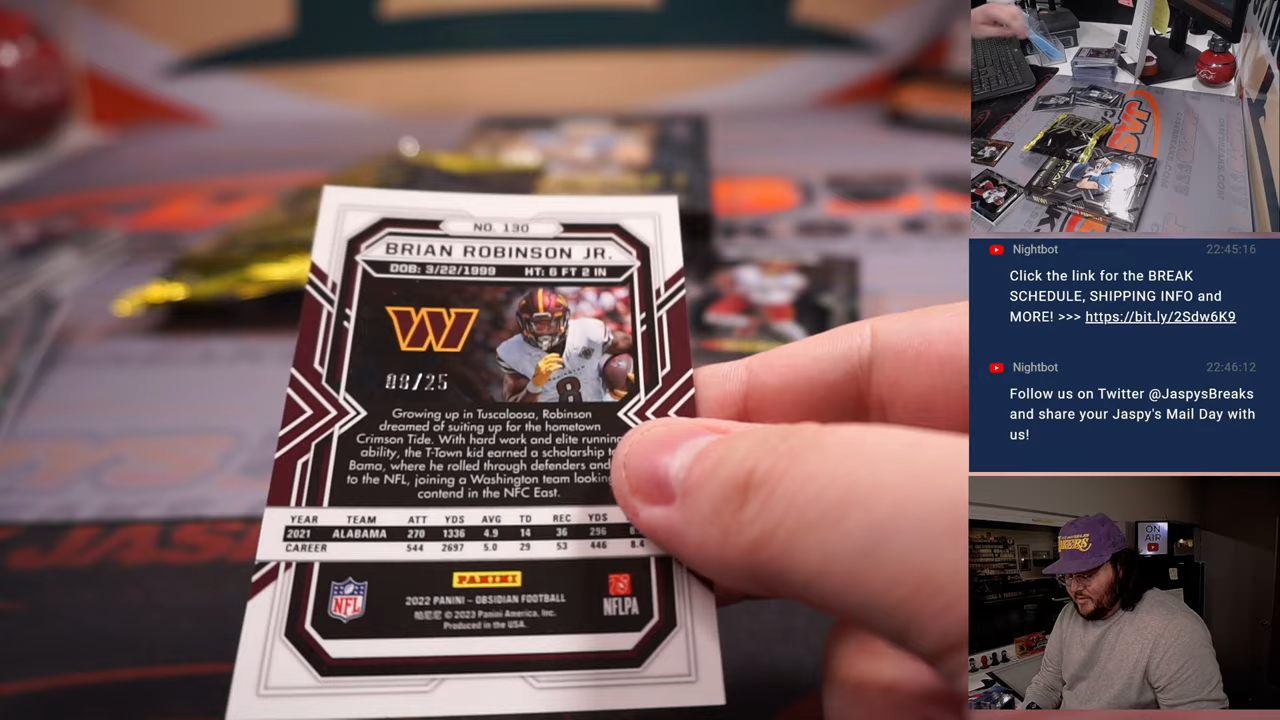 NO. 130
BRIAN ROBINSON JR.
DOB: 3/22/1999 HT: 6 FT 2 IN
W
08/25
8
Growing up in Tuscaloosa, Robinson
dreamed of suiting up for the hometown
Crimson Tide. With hard work and elite running
ability, the T-Town kid earned a scholarship to
Bama, where he rolled through defenders and
to the NFL, joining a Washington team looking
contend in the NFC East.
YEAR TEAM ATT YDS AVG TD REC YDS
2021 ALABAMA 270 1336 4.9 14 36 296
CAREER 544 2697 5.0 29 53 446 8.4
PANINI
NFL
NFLPA
2022 PANINI – OBSIDIAN FOOTBALL
© 2023 Panini America, Inc.
Produced in the USA.
Nightbot 22:45:16
Click the link for the BREAK
SCHEDULE, SHIPPING INFO and
MORE! >>> https://bit.ly/2Sdw6K9
Nightbot 22:46:12
Follow us on Twitter @JaspysBreaks
and share your Jaspy's Mail Day with
us!
ON
AIR